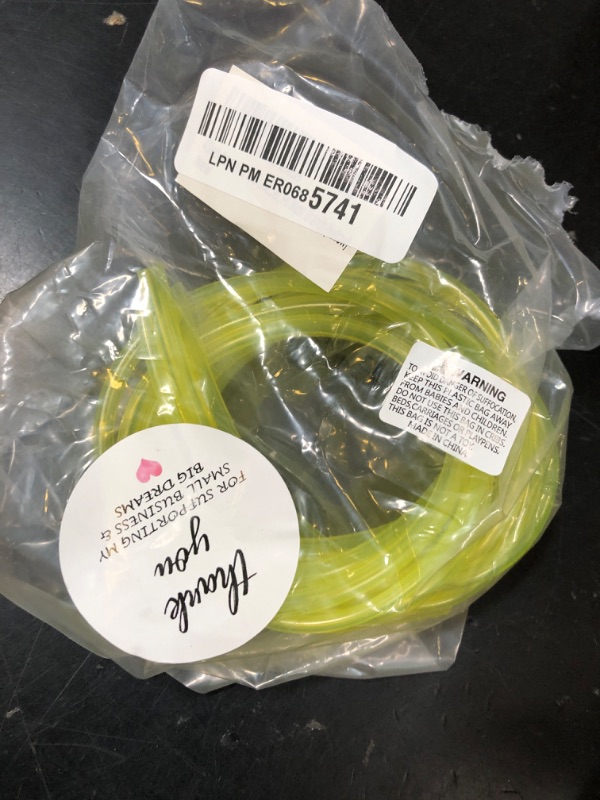 LPN PM ER0685741
WARNING
TO AVOID DANGER OF SUFFOCATION,
KEEP THIS PLASTIC BAG AWAY
FROM BABIES AND CHILDREN.
DO NOT USE THIS BAG IN CRIBS,
BEDS,CARRIAGES OR PLAYPENS.
THIS BAG IS NOT A TOY.
MADE IN CHINA
thank
you
FOR SUPPORTING MY
SMALL BUSINESS &
BIG DREAMS